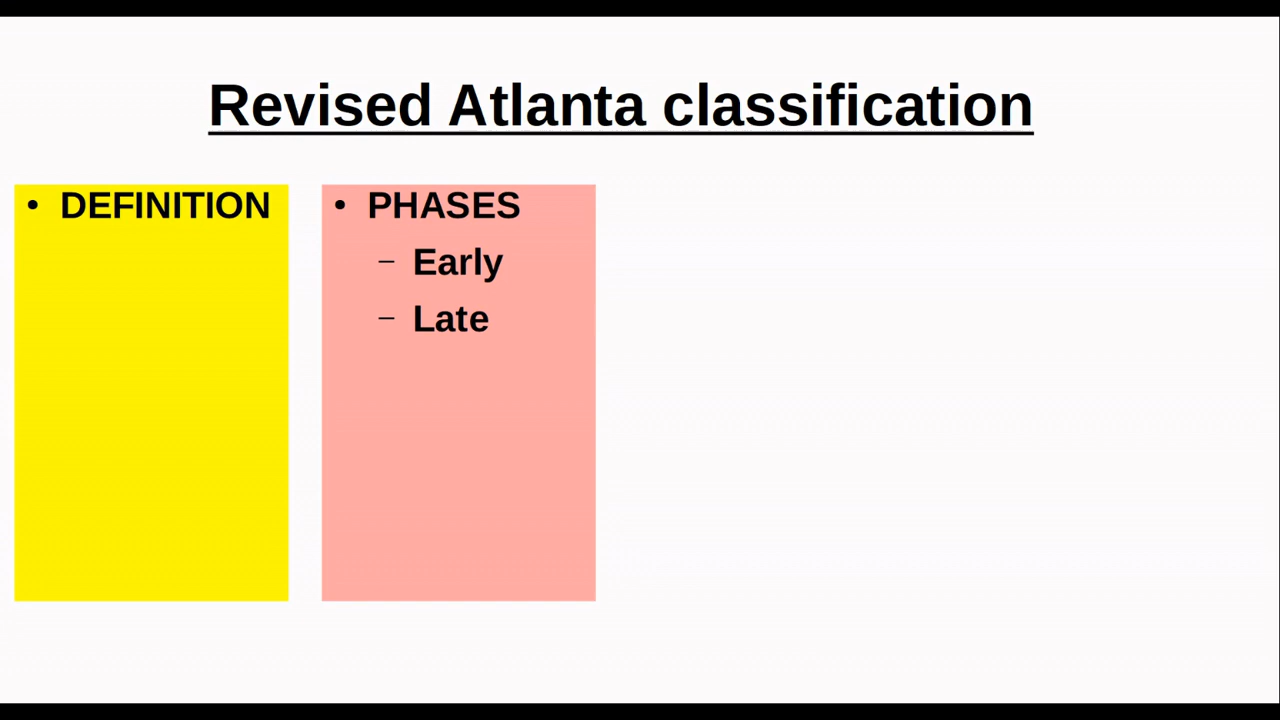 Revised Atlanta classification
• DEFINITION
• PHASES
– Early
– Late